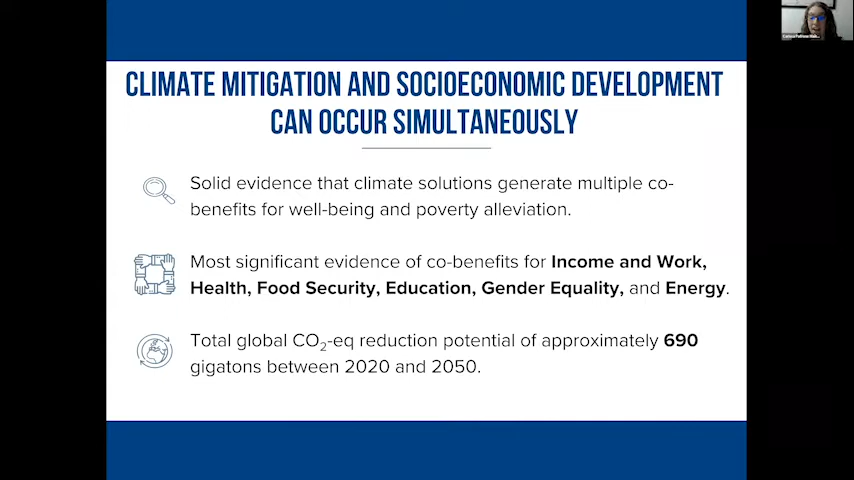 CLIMATE MITIGATION AND SOCIOECONOMIC DEVELOPMENT
CAN OCCUR SIMULTANEOUSLY
Solid evidence that climate solutions generate multiple co-
benefits for well-being and poverty alleviation.
Most significant evidence of co-benefits for Income and Work,
Health, Food Security, Education, Gender Equality, and Energy.
Total global CO₂-eq reduction potential of approximately 690
gigatons between 2020 and 2050.